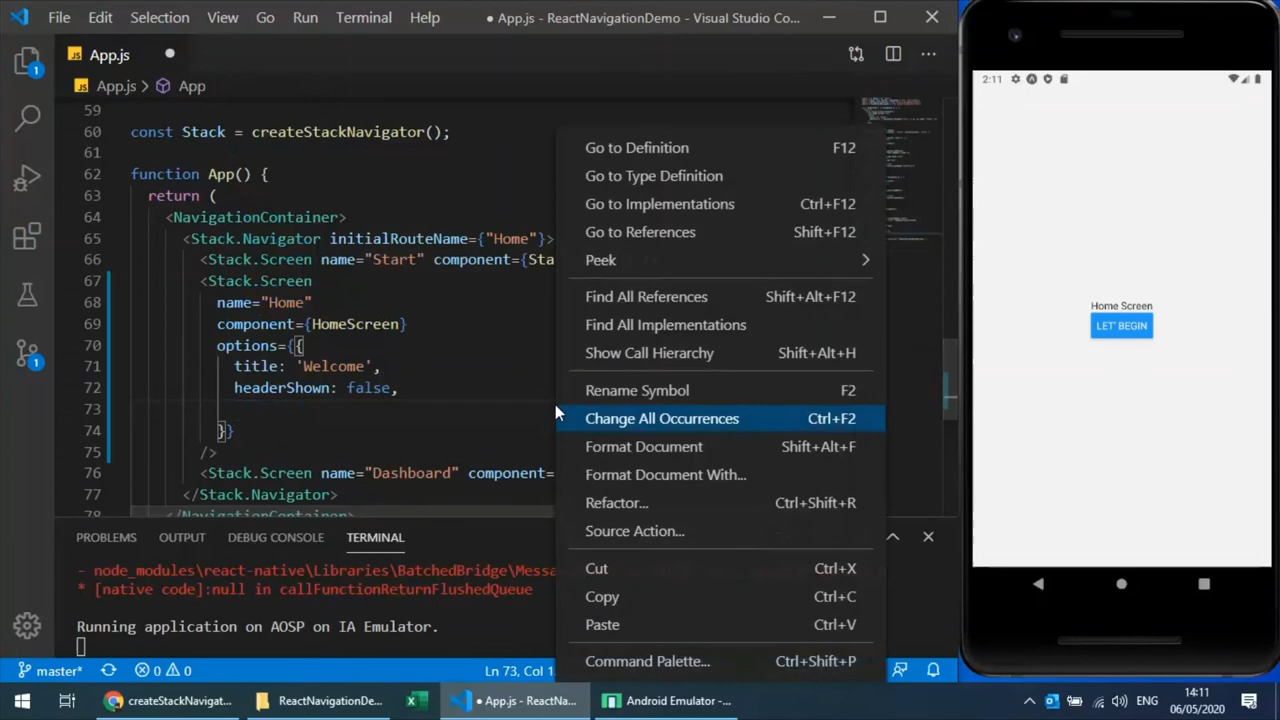 File Edit Selection View Go Run Terminal Help ● App.js - ReactNavigationDemo - Visual Studio Co...
JS App.js ●
JS App.js > App
59
60 const Stack = createStackNavigator();
61
62 function App() {
63 return (
64 <NavigationContainer>
65 <Stack.Navigator initialRouteName={"Home"}>
66 <Stack.Screen name="Start" component={Sta
67 <Stack.Screen
68 name="Home"
69 component={HomeScreen}
70 options={{
71 title: 'Welcome',
72 headerShown: false,
73
74 }}
75 />
76 <Stack.Screen name="Dashboard" component=
77 </Stack.Navigator>
78 </NavigationContainer>
Go to Definition F12
Go to Type Definition
Go to Implementations Ctrl+F12
Go to References Shift+F12
Peek >
Find All References Shift+Alt+F12
Find All Implementations
Show Call Hierarchy Shift+Alt+H
Rename Symbol F2
Change All Occurrences Ctrl+F2
Format Document Shift+Alt+F
Format Document With...
Refactor... Ctrl+Shift+R
Source Action...
Cut Ctrl+X
Copy Ctrl+C
Paste Ctrl+V
Command Palette... Ctrl+Shift+P
PROBLEMS OUTPUT DEBUG CONSOLE TERMINAL
- node_modules\react-native\Libraries\BatchedBridge\Messa
* [native code]:null in callFunctionReturnFlushedQueue
Running application on AOSP on IA Emulator.
1
1
master* 0 0 Ln 73, Col 1
2:11
Home Screen
LET' BEGIN
createStackNavigat... ReactNavigationDe... ● App.js - ReactNa... Android Emulator -... ENG 14:11
06/05/2020